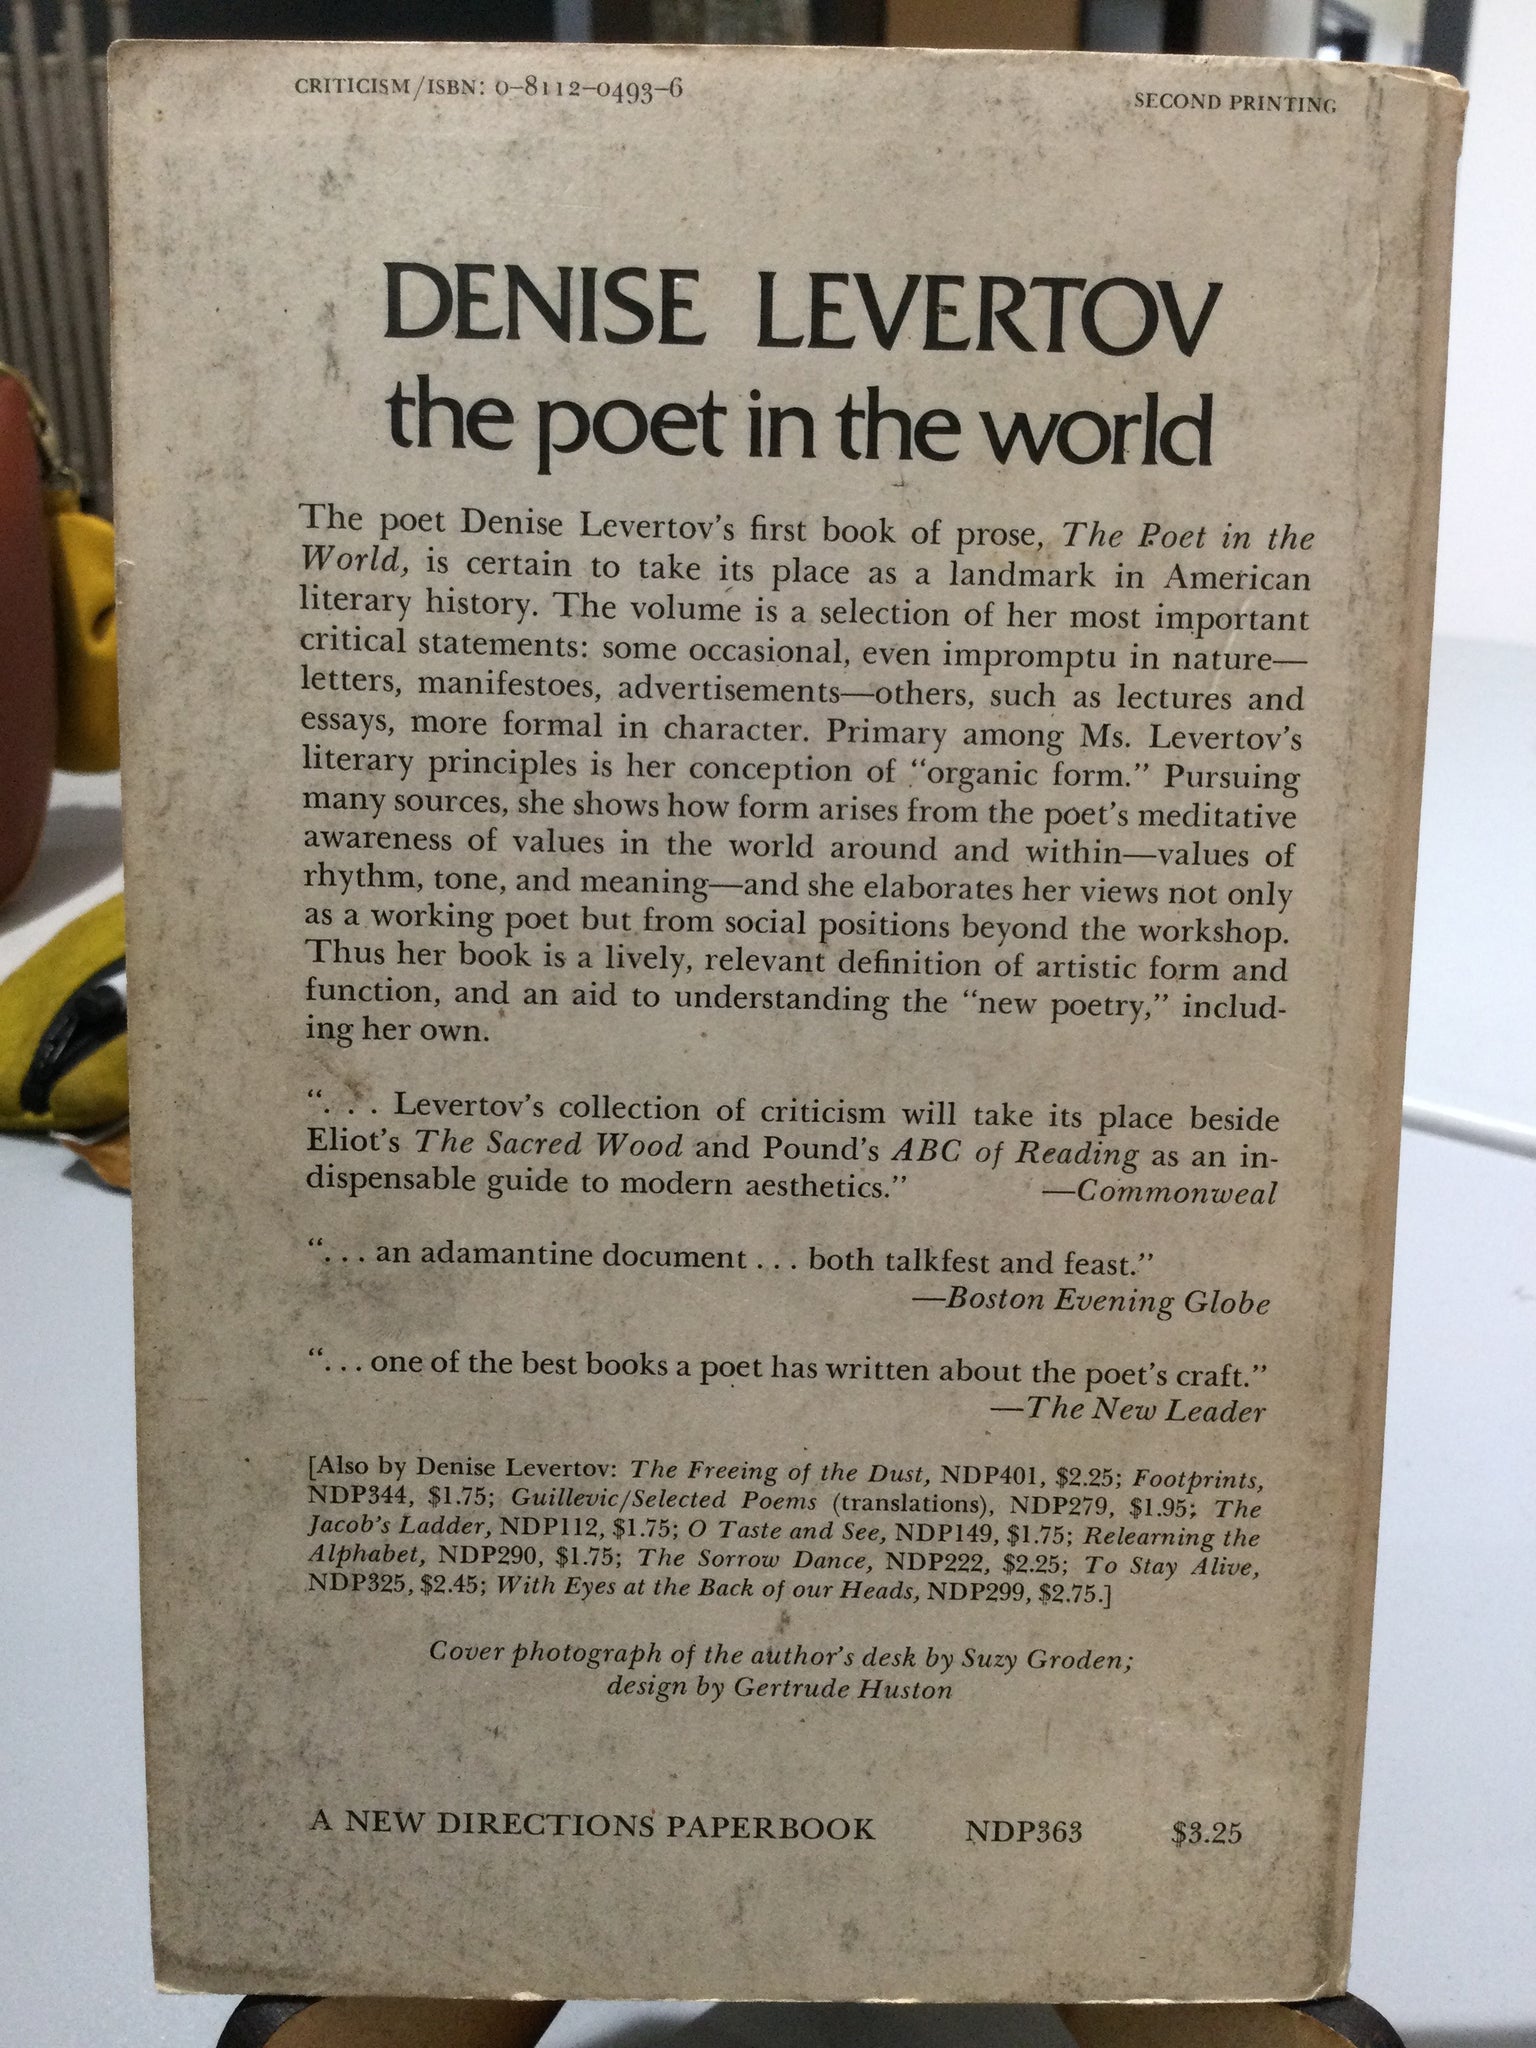 CRITICISM/ISBN: 0–8112–0493–6
SECOND PRINTING
DENISE LEVERTOV
the poet in the world
The poet Denise Levertov’s first book of prose, The Poet in the
World, is certain to take its place as a landmark in American
literary history. The volume is a selection of her most important
critical statements: some occasional, even impromptu in nature—
letters, manifestoes, advertisements—others, such as lectures and
essays, more formal in character. Primary among Ms. Levertov’s
literary principles is her conception of “organic form.” Pursuing
many sources, she shows how form arises from the poet’s meditative
awareness of values in the world around and within—values of
rhythm, tone, and meaning—and she elaborates her views not only
as a working poet but from social positions beyond the workshop.
Thus her book is a lively, relevant definition of artistic form and
function, and an aid to understanding the “new poetry,” includ-
ing her own.
“. . . Levertov’s collection of criticism will take its place beside
Eliot’s The Sacred Wood and Pound’s ABC of Reading as an in-
dispensable guide to modern aesthetics.” —Commonweal
“. . . an adamantine document . . . both talkfest and feast.”
—Boston Evening Globe
“. . . one of the best books a poet has written about the poet’s craft.”
—The New Leader
[Also by Denise Levertov: The Freeing of the Dust, NDP401, $2.25; Footprints,
NDP344, $1.75; Guillevic/Selected Poems (translations), NDP279, $1.95; The
Jacob’s Ladder, NDP112, $1.75; O Taste and See, NDP149, $1.75; Relearning the
Alphabet, NDP290, $1.75; The Sorrow Dance, NDP222, $2.25; To Stay Alive,
NDP325, $2.45; With Eyes at the Back of our Heads, NDP299, $2.75.]
Cover photograph of the author’s desk by Suzy Groden;
design by Gertrude Huston
A NEW DIRECTIONS PAPERBOOK NDP363 $3.25